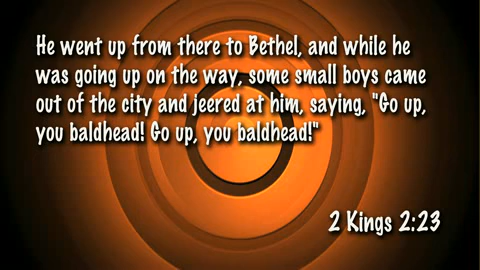 He went up from there to Bethel, and while he
was going up on the way, some small boys came
out of the city and jeered at him, saying, "Go up,
you baldhead! Go up, you baldhead!"
2 Kings 2:23